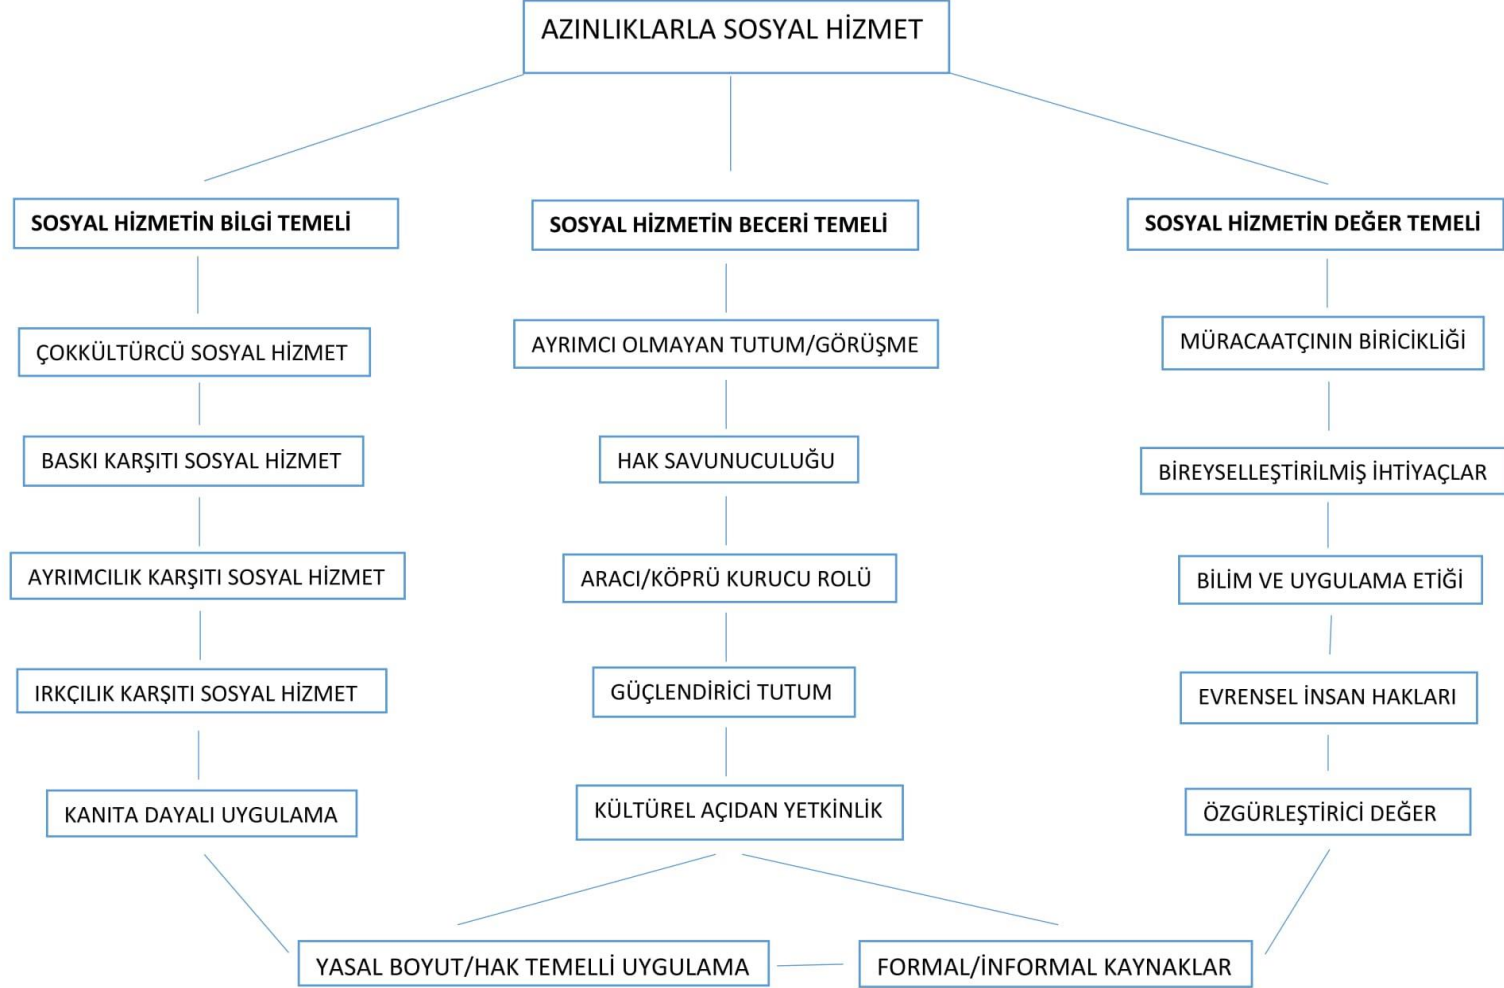 AZINLIKLARLA SOSYAL HİZMET
SOSYAL HİZMETİN BİLGİ TEMELİ
SOSYAL HİZMETİN BECERİ TEMELİ
SOSYAL HİZMETİN DEĞER TEMELİ
ÇOKKÜLTÜRCÜ SOSYAL HİZMET
AYRIMCI OLMAYAN TUTUM/GÖRÜŞME
MÜRACAATÇININ BİRİCİKLİĞİ
BASKI KARŞITI SOSYAL HİZMET
HAK SAVUNUCULUĞU
BİREYSELLEŞTİRİLMİŞ İHTİYAÇLAR
AYRIMCILIK KARŞITI SOSYAL HİZMET
ARACI/KÖPRÜ KURUCU ROLÜ
BİLİM VE UYGULAMA ETİĞİ
IRKÇILIK KARŞITI SOSYAL HİZMET
GÜÇLENDİRİCİ TUTUM
EVRENSEL İNSAN HAKLARI
KANITA DAYALI UYGULAMA
KÜLTÜREL AÇIDAN YETKİNLİK
ÖZGÜRLEŞTİRİCİ DEĞER
YASAL BOYUT/HAK TEMELLİ UYGULAMA
FORMAL/İNFORMAL KAYNAKLAR